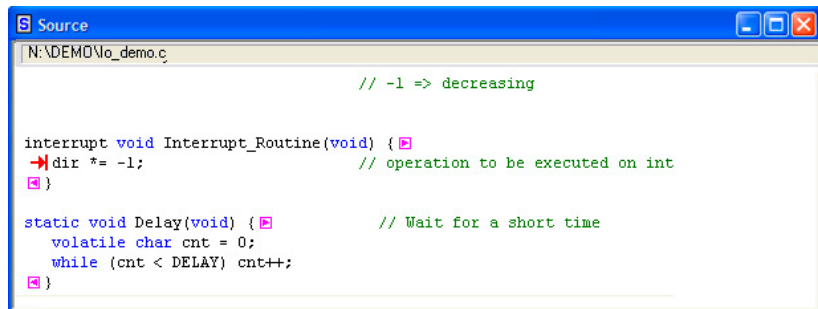 Source
N:\DEMO\Io_demo.c
// -1 => decreasing
interrupt void Interrupt_Routine(void) {
dir *= -1; // operation to be executed on int
}
static void Delay(void) { // Wait for a short time
volatile char cnt = 0;
while (cnt < DELAY) cnt++;
}